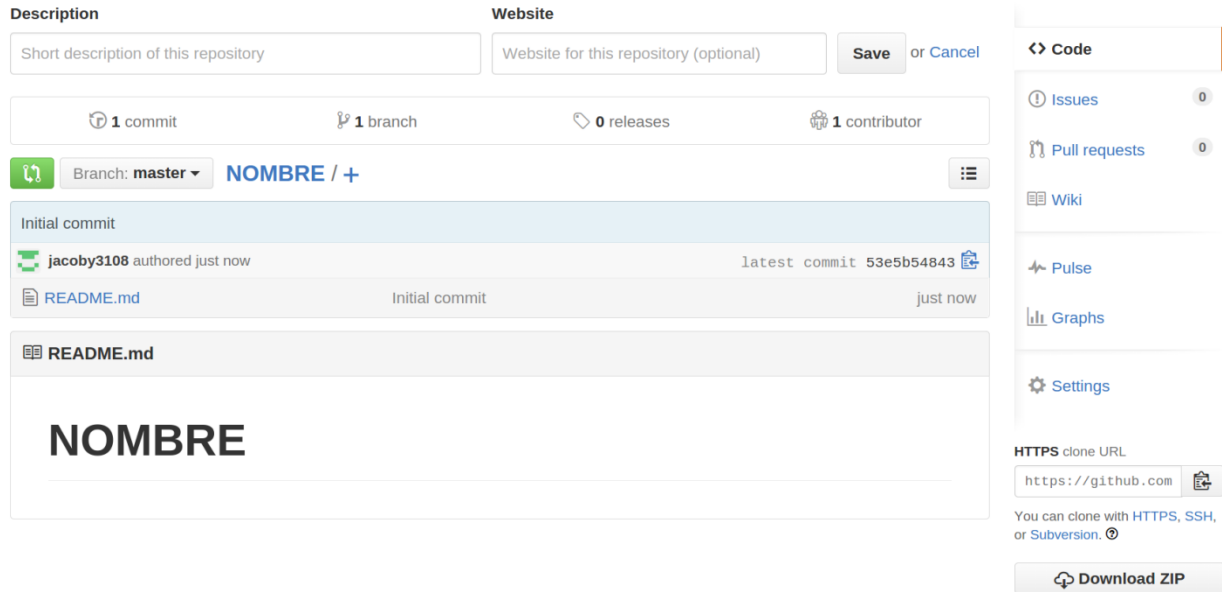 Description
Website
Short description of this repository
Website for this repository (optional)
Save
or Cancel
1 commit
1 branch
0 releases
1 contributor
Branch: master
NOMBRE / +
Initial commit
jacoby3108 authored just now
latest commit 53e5b54843
README.md
Initial commit
just now
README.md
NOMBRE
Code
Issues 0
Pull requests 0
Wiki
Pulse
Graphs
Settings
HTTPS clone URL
https://github.com
You can clone with HTTPS, SSH,
or Subversion.
Download ZIP